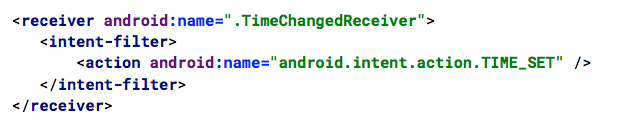 <receiver android:name=".TimeChangedReceiver">
   <intent-filter>
       <action android:name="android.intent.action.TIME_SET" />
   </intent-filter>
</receiver>